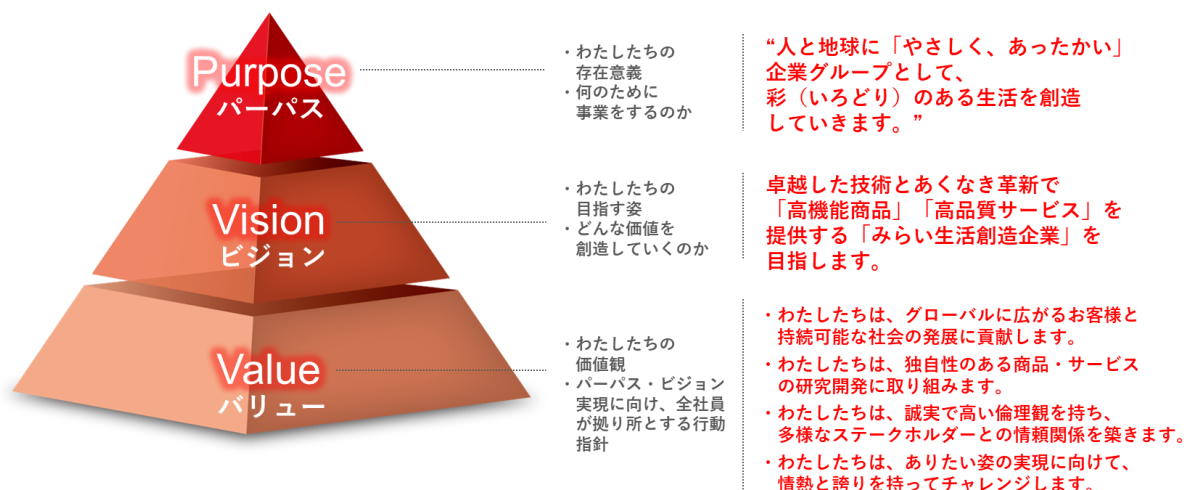 Purpose
パーパス
・わたしたちの
存在意義
・何のために
事業をするのか
“人と地球に「やさしく、あったかい」
企業グループとして、
彩（いろどり）のある生活を創造
していきます。”
Vision
ビジョン
・わたしたちの
目指す姿
・どんな価値を
創造していくのか
卓越した技術とあくなき革新で
「高機能商品」「高品質サービス」を
提供する「みらい生活創造企業」を
目指します。
Value
バリュー
・わたしたちの
価値観
・パーパス・ビジョン
実現に向け、全社員
が拠り所とする行動
指針
・わたしたちは、グローバルに広がるお客様と
持続可能な社会の発展に貢献します。
・わたしたちは、独自性のある商品・サービス
の研究開発に取り組みます。
・わたしたちは、誠実で高い倫理観を持ち、
多様なステークホルダーとの情頼関係を築きます。
・わたしたちは、ありたい姿の実現に向けて、
情熱と誇りを持ってチャレンジします。